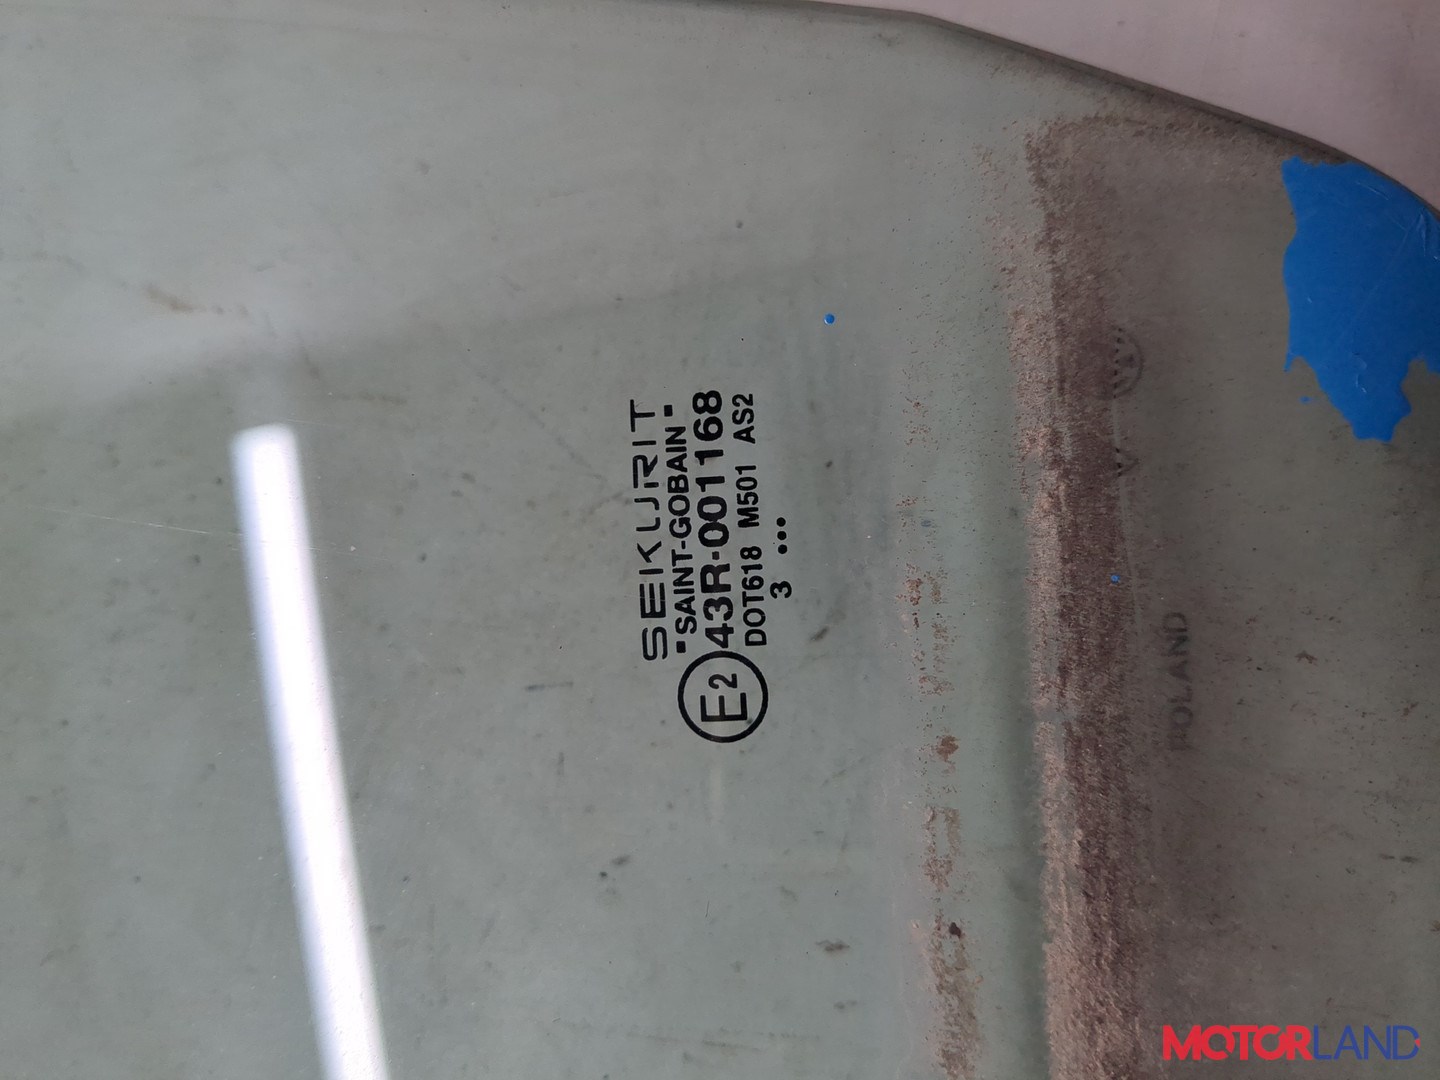 SEKURIT
"SAINT-GOBAIN"
E2 43R-001168
DOT618 M501 AS2
3 ...
POLAND
MOTORLAND